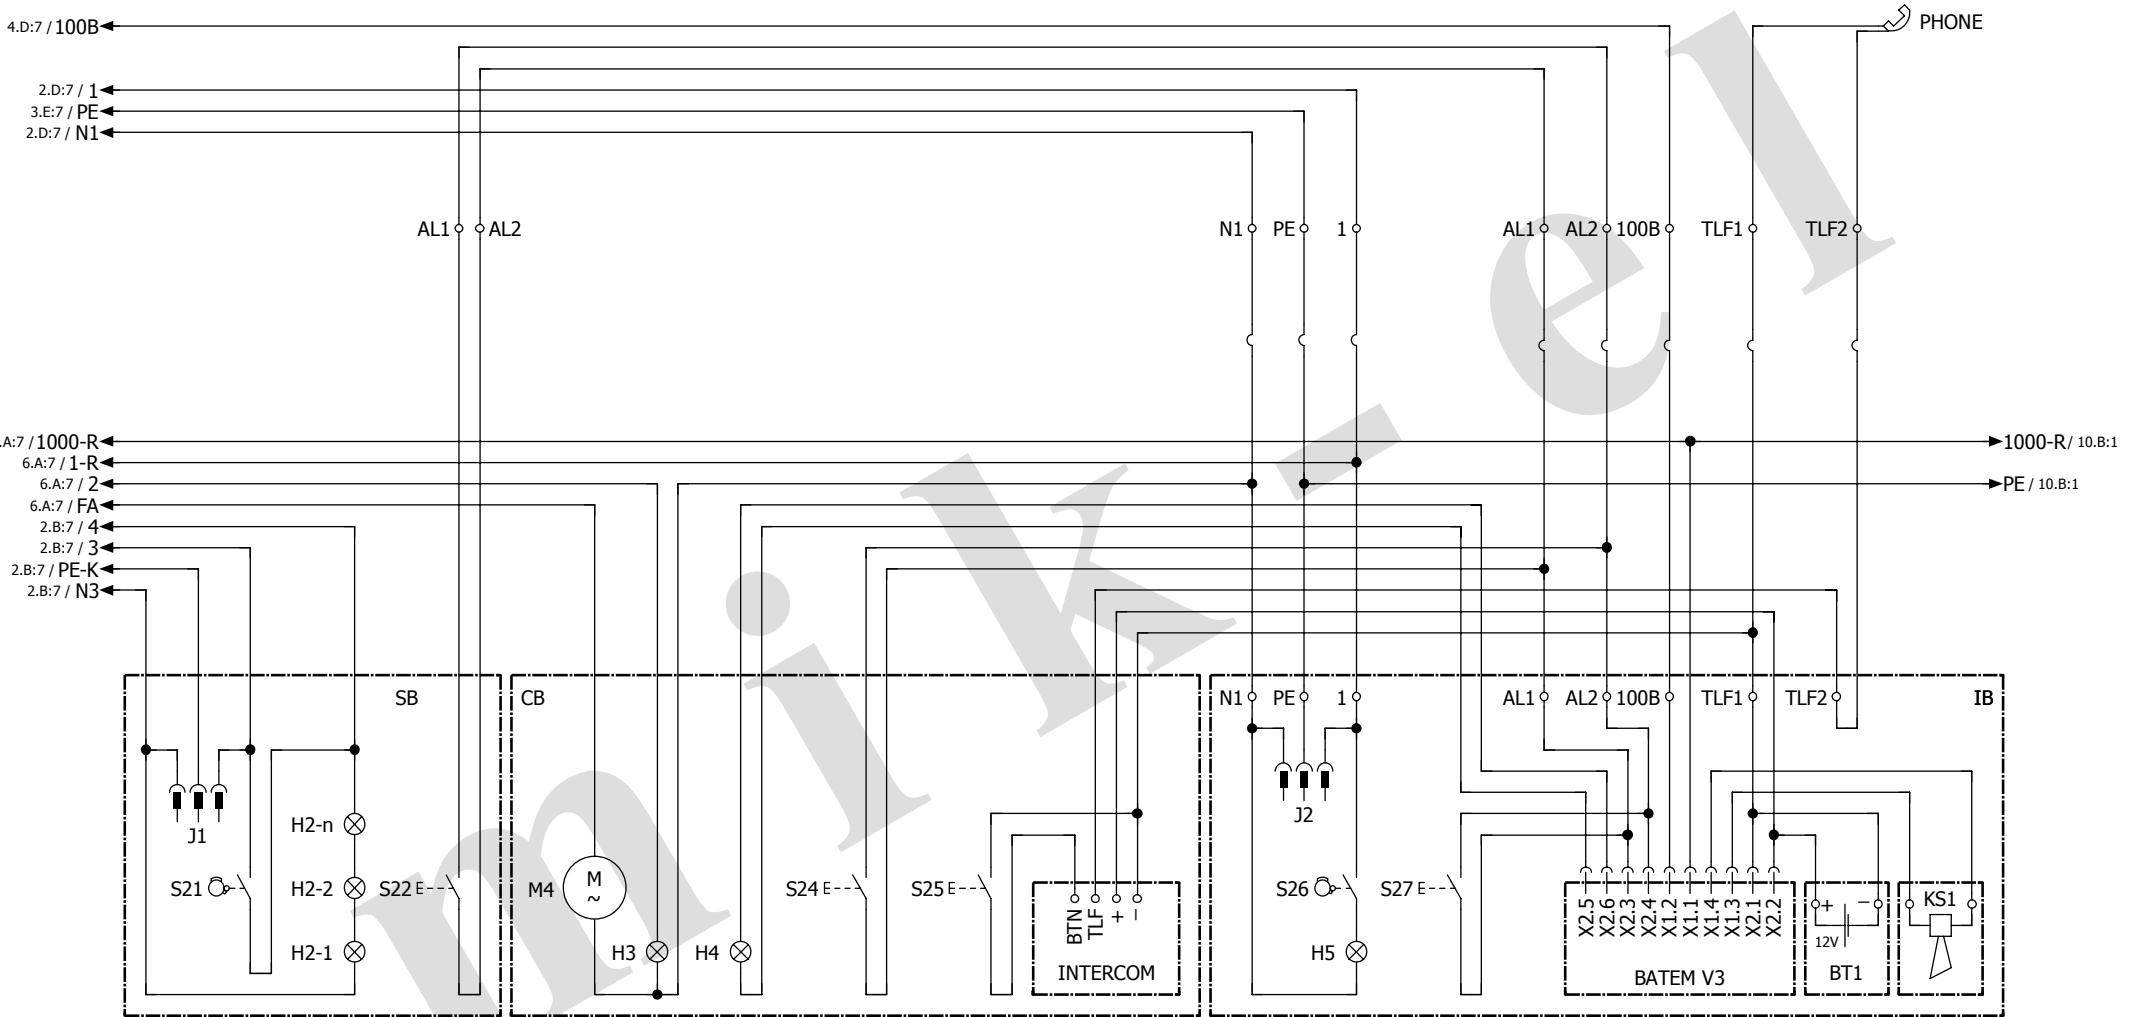 4.D:7 / 100B
PHONE
2.D:7 / 1
3.E:7 / PE
2.D:7 / N1
AL1 AL2 N1 PE 1 AL1 AL2 100B TLF1 TLF2
.A:7 / 1000-R
1000-R / 10.B:1
6.A:7 / 1-R
6.A:7 / 2
PE / 10.B:1
6.A:7 / FA
2.B:7 / 4
2.B:7 / 3
2.B:7 / PE-K
2.B:7 / N3
SB CB N1 PE 1 AL1 AL2 100B TLF1 TLF2 IB
J1
H2-n
J2
S21 H2-2 S22 E M4 M ~ S24 E S25 E S26 S27 E
BTN TLF + -
X2.5 X2.6 X2.3 X2.4 X1.2 X1.1 X1.4 X1.3 X2.1 X2.2
+ -
KS1
12V
H2-1 H3 H4 INTERCOM H5 BATEM V3 BT1
mik-el